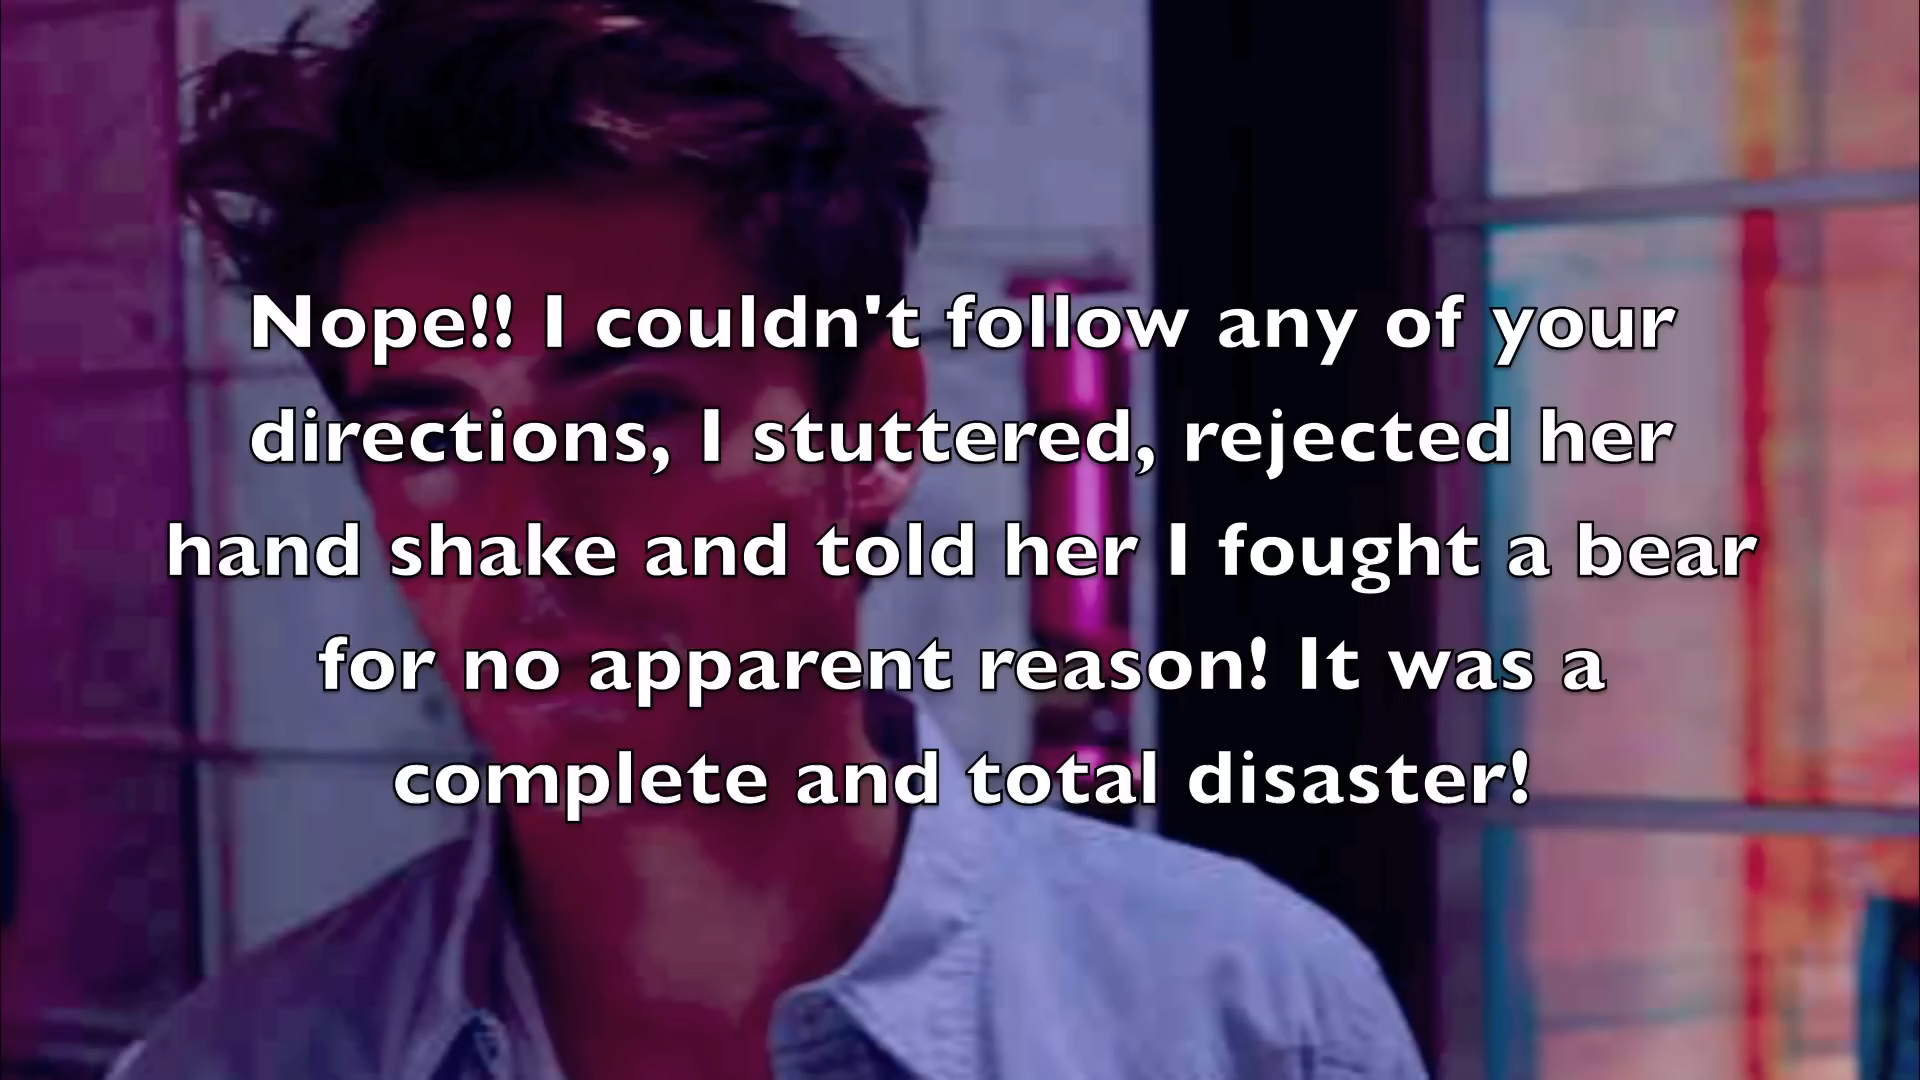 Nope!! I couldn't follow any of your
directions, I stuttered, rejected her
hand shake and told her I fought a bear
for no apparent reason! It was a
complete and total disaster!